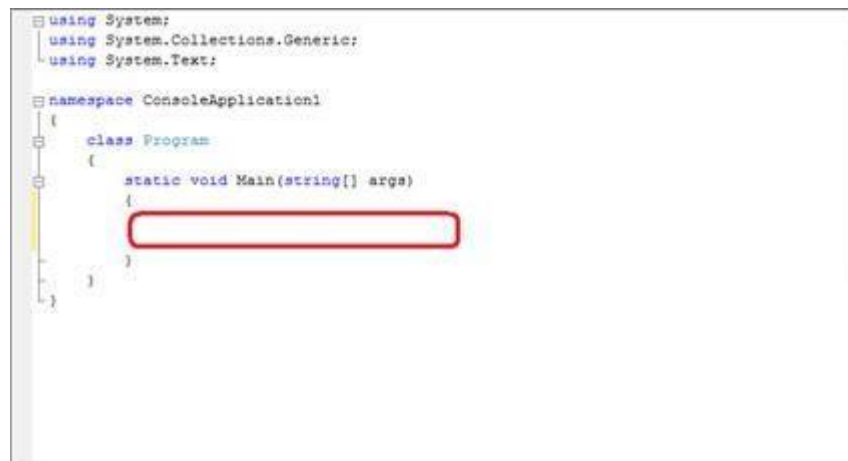 using System;
using System.Collections.Generic;
using System.Text;
namespace ConsoleApplication1
{
class Program
{
static void Main(string[] args)
{
}
}
}